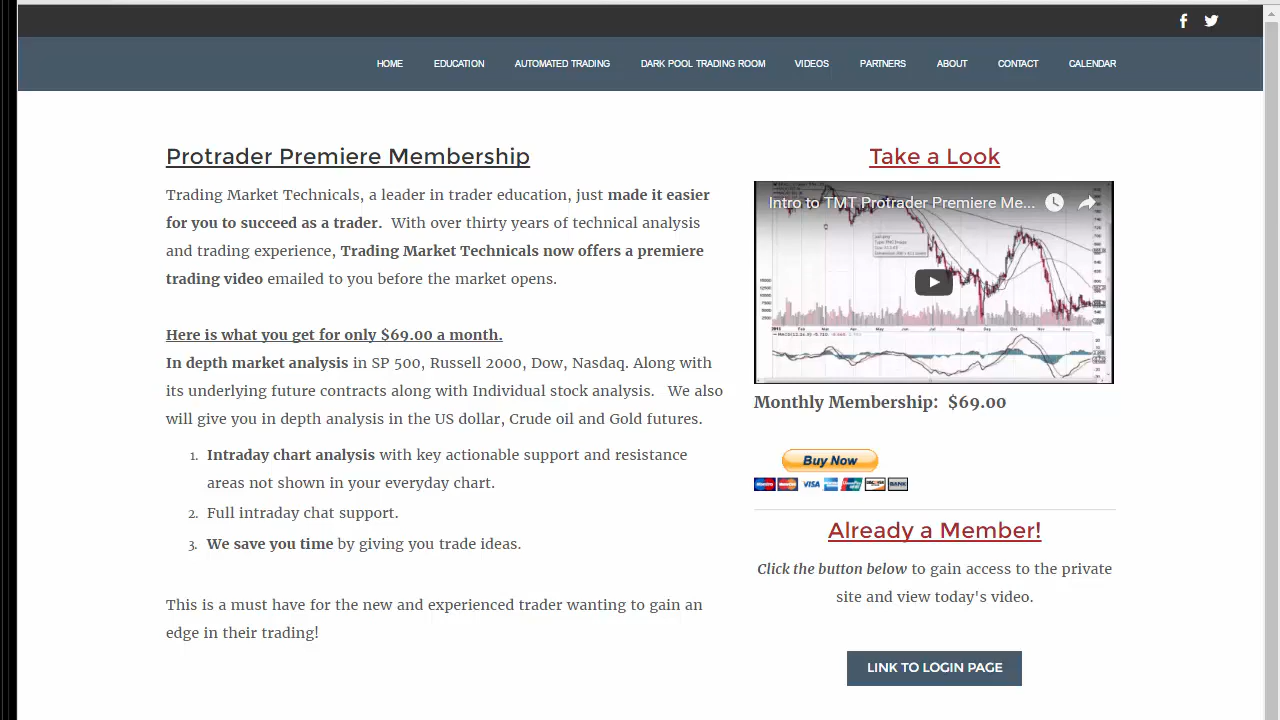 HOME EDUCATION AUTOMATED TRADING DARK POOL TRADING ROOM VIDEOS PARTNERS ABOUT CONTACT CALENDAR
Protrader Premiere Membership
Trading Market Technicals, a leader in trader education, just made it easier
for you to succeed as a trader. With over thirty years of technical analysis
and trading experience, Trading Market Technicals now offers a premiere
trading video emailed to you before the market opens.
Here is what you get for only $69.00 a month.
In depth market analysis in SP 500, Russell 2000, Dow, Nasdaq. Along with
its underlying future contracts along with Individual stock analysis. We also
will give you in depth analysis in the US dollar, Crude oil and Gold futures.
1. Intraday chart analysis with key actionable support and resistance
areas not shown in your everyday chart.
2. Full intraday chat support.
3. We save you time by giving you trade ideas.
This is a must have for the new and experienced trader wanting to gain an
edge in their trading!
Take a Look
Intro to TMT Protrader Premiere Me...
Monthly Membership: $69.00
Buy Now
VISA
Already a Member!
Click the button below to gain access to the private
site and view today's video.
LINK TO LOGIN PAGE